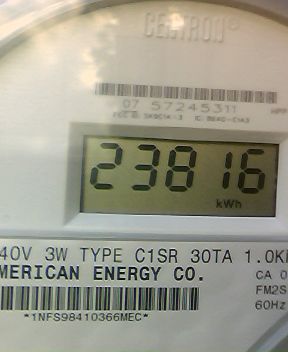 CENTRON®
07 57245311
23816
kWh
40V 3W TYPE C1SR 30TA 1.0K
MERICAN ENERGY CO.
CA 0
FM2S
60Hz
*1NFS98410366MEC*